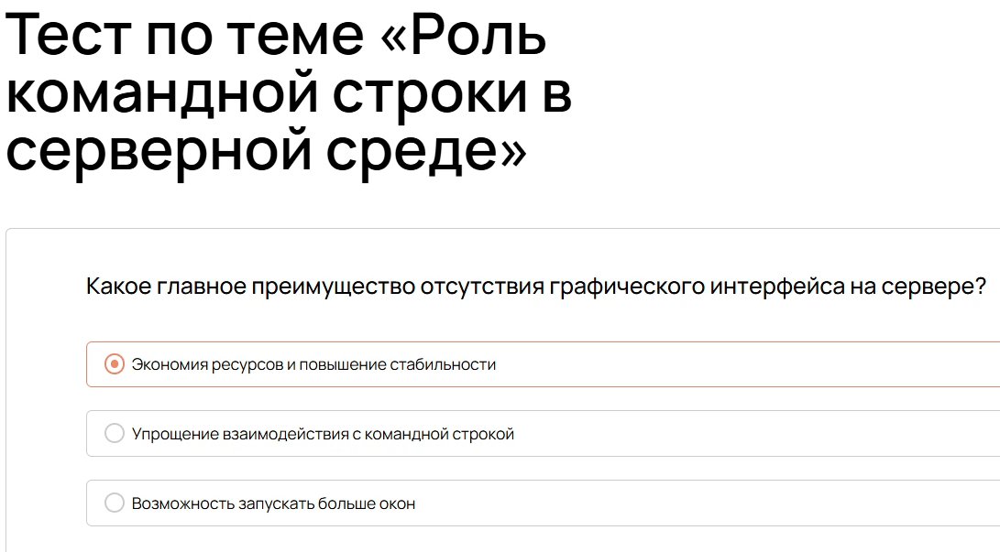 Тест по теме «Роль
командной строки в
серверной среде»
Какое главное преимущество отсутствия графического интерфейса на сервере?
Экономия ресурсов и повышение стабильности
Упрощение взаимодействия с командной строкой
Возможность запускать больше окон